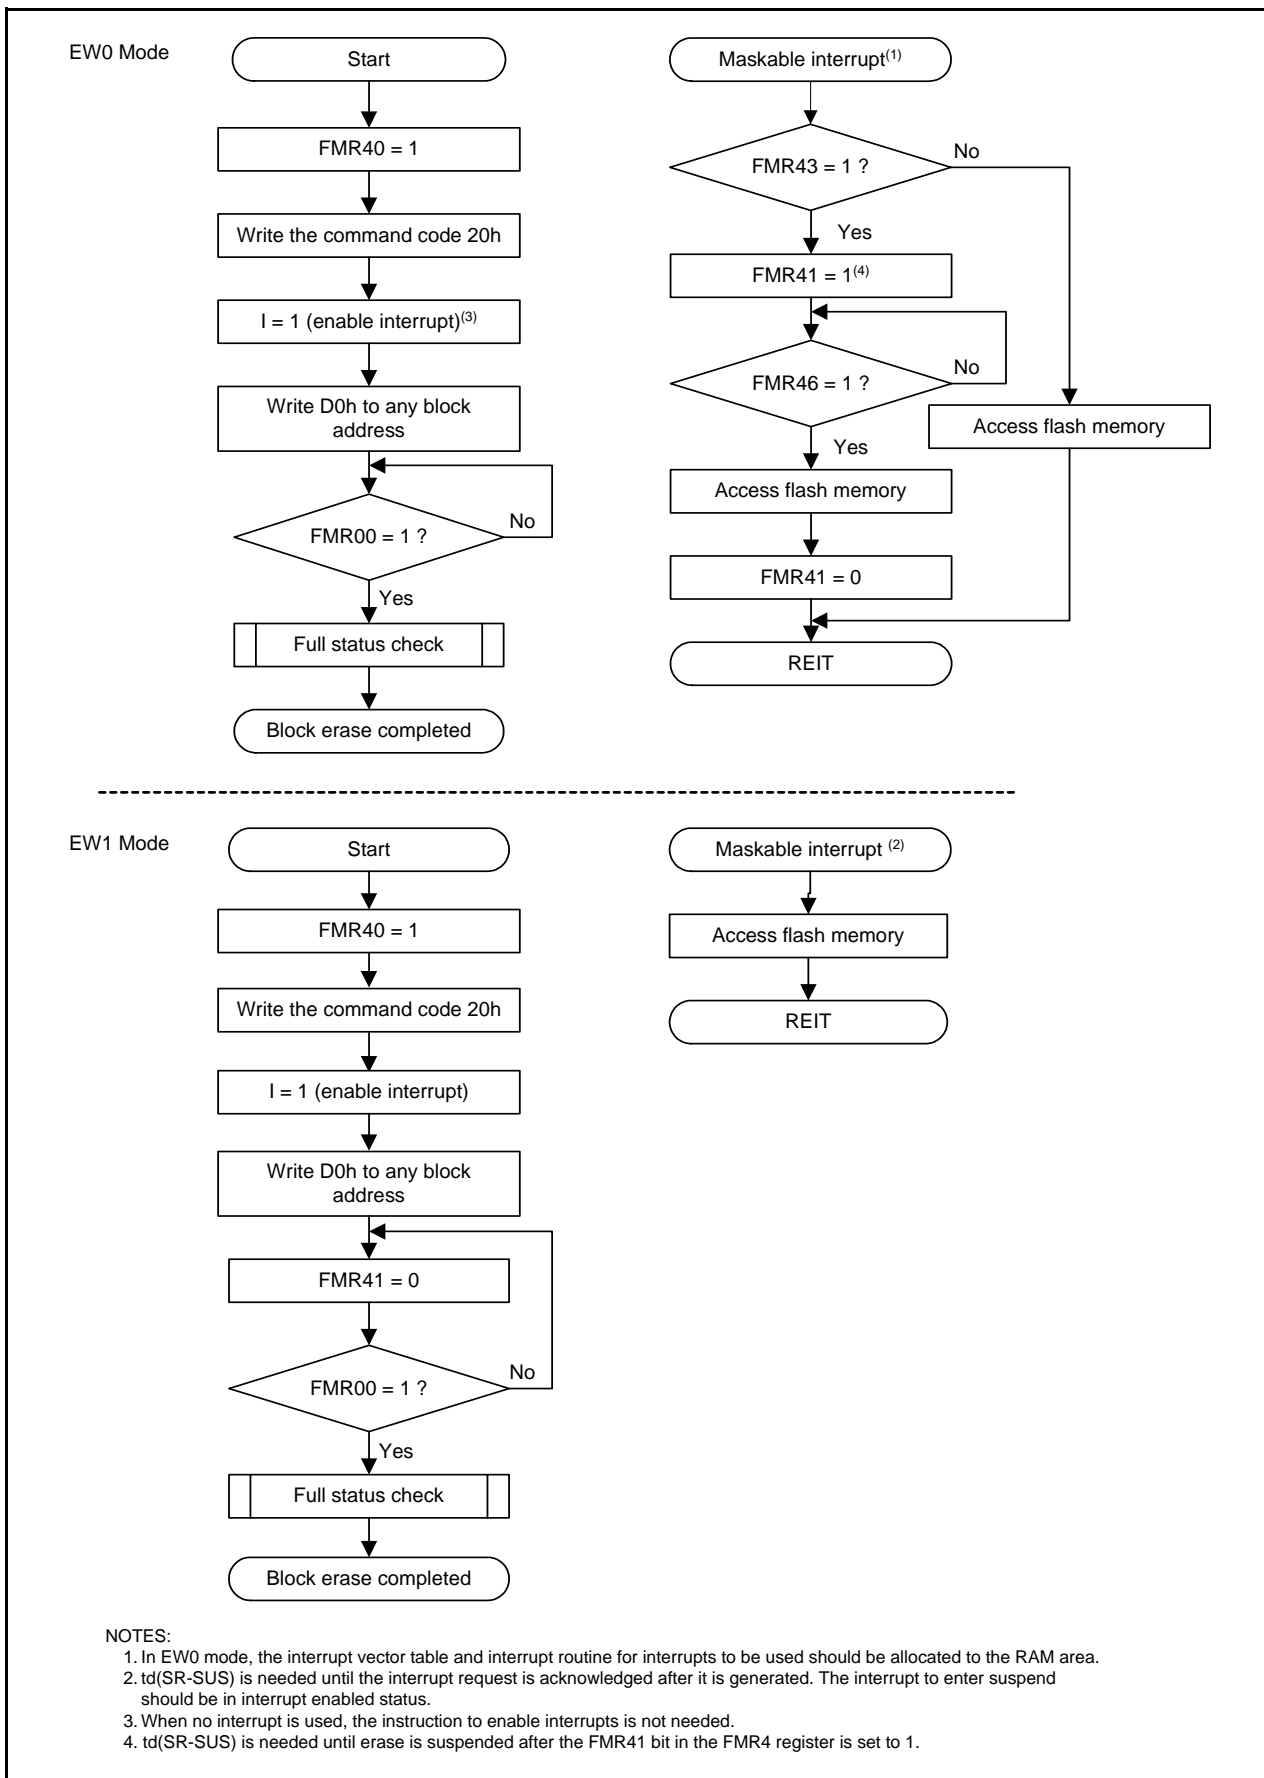 EW0 Mode
Start
FMR40 = 1
Write the command code 20h
I = 1 (enable interrupt)(3)
Write D0h to any block
address
FMR00 = 1 ?
No
Yes
Full status check
Block erase completed
Maskable interrupt(1)
FMR43 = 1 ?
No
Yes
FMR41 = 1(4)
FMR46 = 1 ?
No
Yes
Access flash memory
Access flash memory
FMR41 = 0
REIT
EW1 Mode
Start
FMR40 = 1
Write the command code 20h
I = 1 (enable interrupt)
Write D0h to any block
address
FMR41 = 0
FMR00 = 1 ?
No
Yes
Full status check
Block erase completed
Maskable interrupt (2)
Access flash memory
REIT
NOTES:
1. In EW0 mode, the interrupt vector table and interrupt routine for interrupts to be used should be allocated to the RAM area.
2. td(SR-SUS) is needed until the interrupt request is acknowledged after it is generated. The interrupt to enter suspend
should be in interrupt enabled status.
3. When no interrupt is used, the instruction to enable interrupts is not needed.
4. td(SR-SUS) is needed until erase is suspended after the FMR41 bit in the FMR4 register is set to 1.